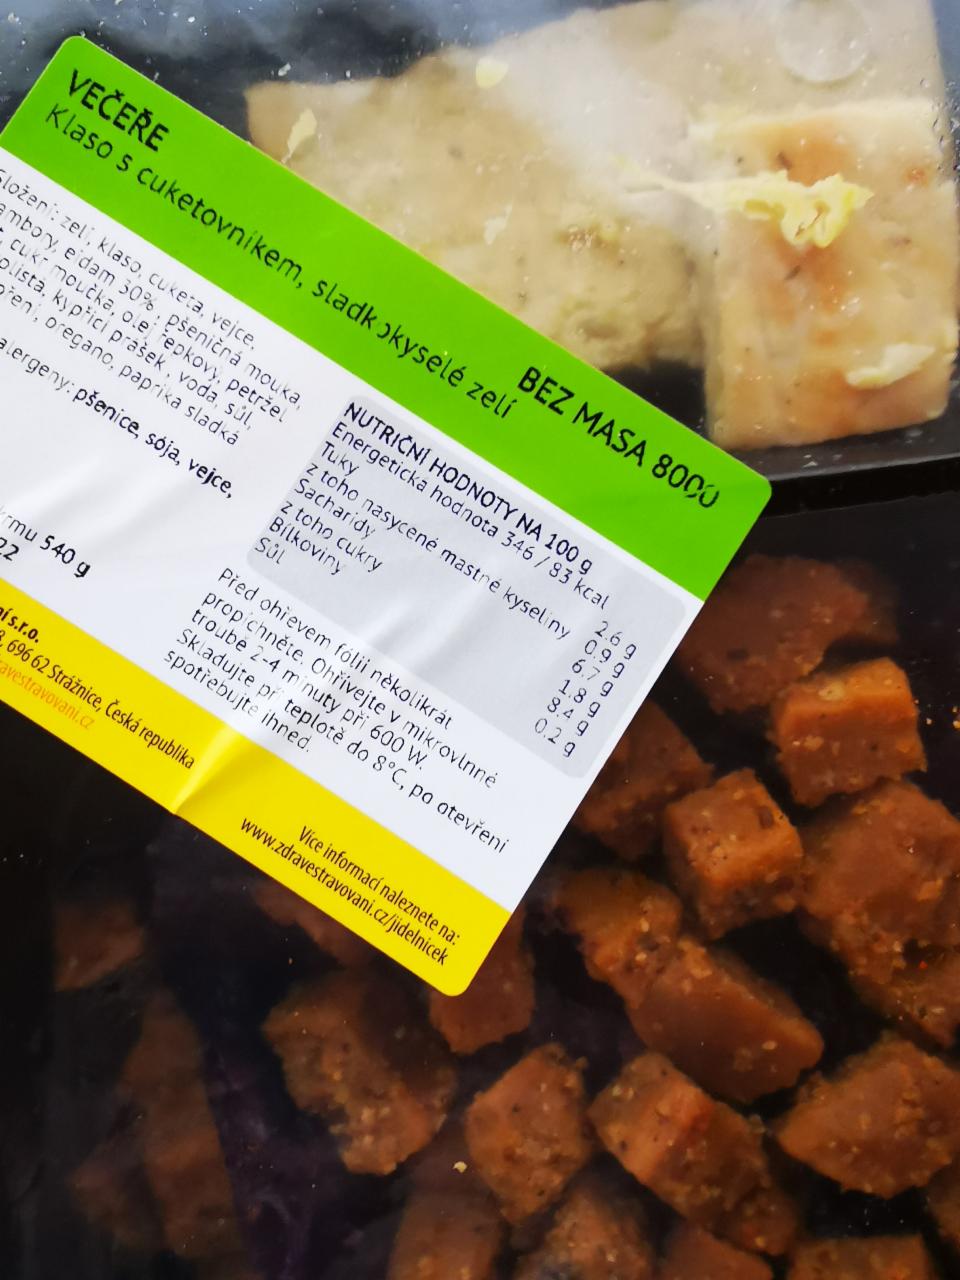 VEČEŘE
Klaso s cuketovníkem, sladkokyselé zelí
BEZ MASA 8000
Složení: zelí, klaso, cuketa, vejce,
eidam 30%, pšeničná mouka,
cukr moučka, olej řepkový, petržel
kypřící prášek, voda, sůl,
oregano, paprika sladká
alergeny: pšenice, sója, vejce,
540 g
22
NUTRIČNÍ HODNOTY NA 100 g
Energetická hodnota 346 / 83 kcal
Tuky 2.6 g
z toho nasycené mastné kyseliny 0.9 g
Sacharidy 6.7 g
z toho cukry 1.8 g
Bílkoviny 8.4 g
Sůl 0.2 g
Před ohřevem fólii několikrát
propíchněte. Ohřívejte v mikrovlnné
troubě 2-4 minuty při 600 W.
Skladujte při teplotě do 8°C, po otevření
spotřebujte ihned.
s.r.o.
696 62 Strážnice, Česká republika
Více informací naleznete na:
www.zdravestravovani.cz/jidelnicek